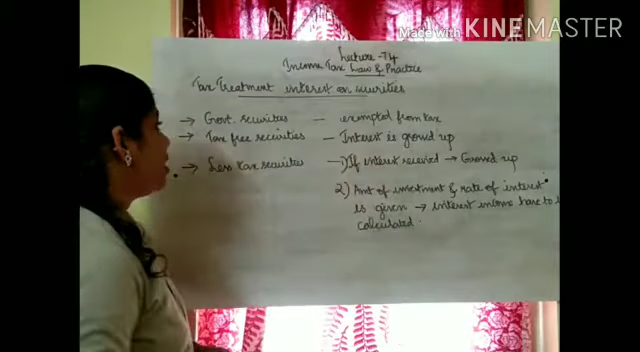 Made with KINEMASTER
Lecture - 74
Income Tax Law & Practice
Tax Treatment interest on securities
→ Govt. securities - exempted from tax
→ Tax free securities - Interest is grossed up
→ Less tax securities - 1) If interest received → Grossed up
2) Amt of investment & rate of interest
is given → interest income have to
calculated.